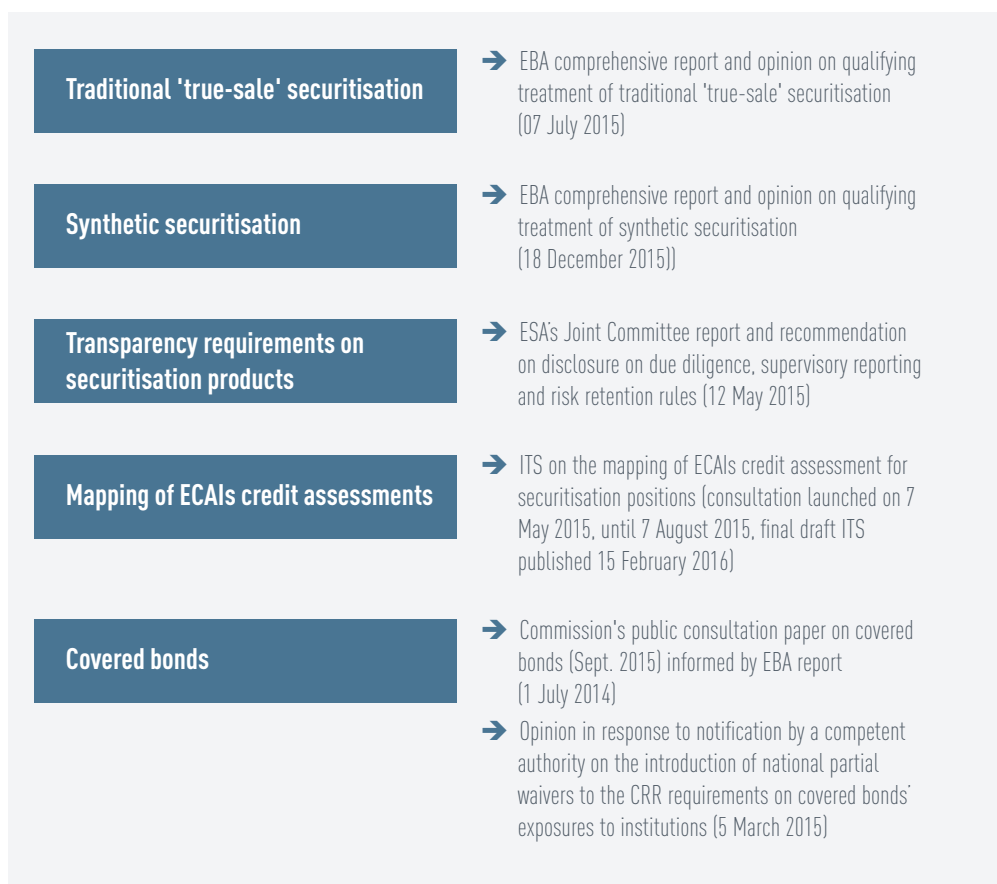 Traditional 'true-sale' securitisation
➔ EBA comprehensive report and opinion on qualifying
treatment of traditional 'true-sale' securitisation
(07 July 2015)
Synthetic securitisation
➔ EBA comprehensive report and opinion on qualifying
treatment of synthetic securitisation
(18 December 2015))
Transparency requirements on
securitisation products
➔ ESA's Joint Committee report and recommendation
on disclosure on due diligence, supervisory reporting
and risk retention rules (12 May 2015)
Mapping of ECAIs credit assessments
➔ ITS on the mapping of ECAIs credit assessment for
securitisation positions (consultation launched on 7
May 2015, until 7 August 2015, final draft ITS
published 15 February 2016)
Covered bonds
➔ Commission's public consultation paper on covered
bonds (Sept. 2015) informed by EBA report
(1 July 2014)
➔ Opinion in response to notification by a competent
authority on the introduction of national partial
waivers to the CRR requirements on covered bonds'
exposures to institutions (5 March 2015)